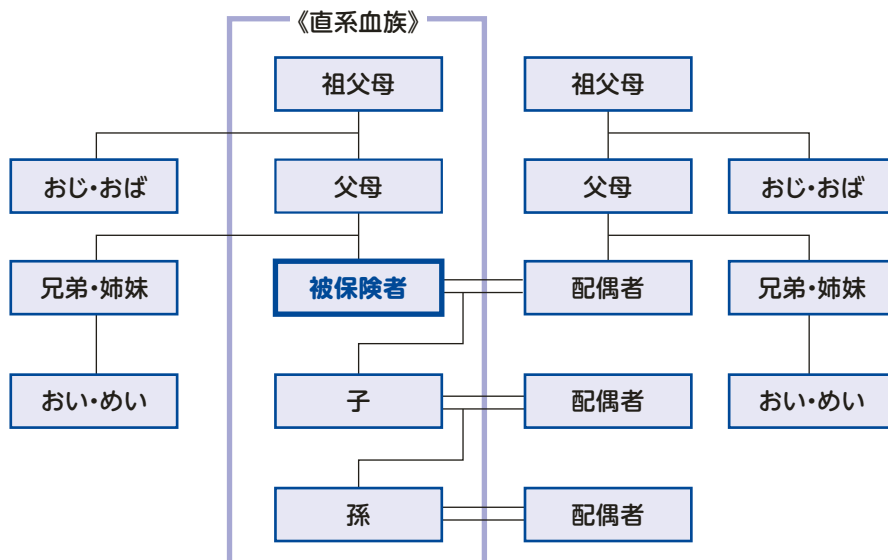 《直系血族》
祖父母
祖父母
おじ・おば
父母
父母
おじ・おば
兄弟・姉妹
被保険者
配偶者
兄弟・姉妹
おい・めい
子
配偶者
おい・めい
孫
配偶者